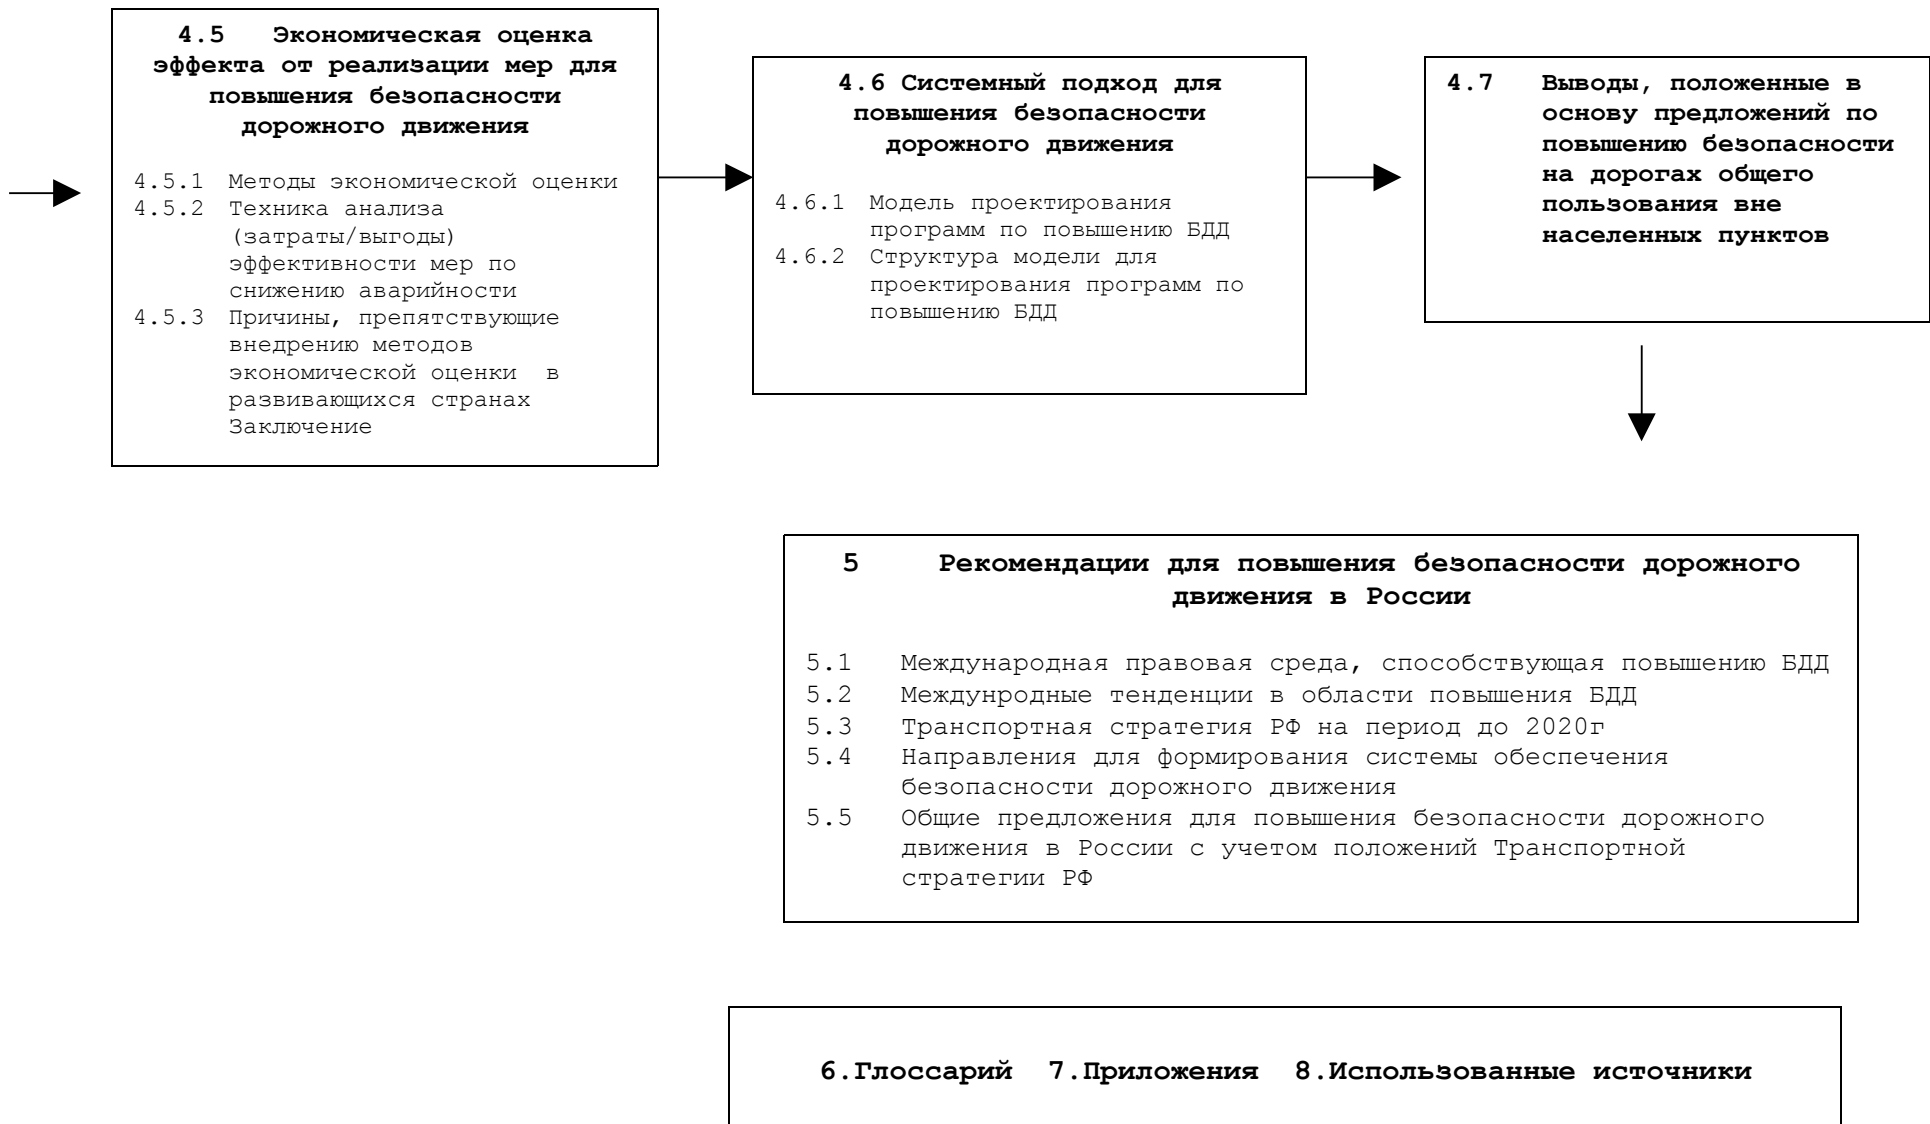 4.5 Экономическая оценка
эффекта от реализации мер для
повышения безопасности
дорожного движения
4.5.1 Методы экономической оценки
4.5.2 Техника анализа
(затраты/выгоды)
эффективности мер по
снижению аварийности
4.5.3 Причины, препятствующие
внедрению методов
экономической оценки в
развивающихся странах
Заключение
4.6 Системный подход для
повышения безопасности
дорожного движения
4.6.1 Модель проектирования
программ по повышению БДД
4.6.2 Структура модели для
проектирования программ по
повышению БДД
4.7 Выводы, положенные в
основу предложений по
повышению безопасности
на дорогах общего
пользования вне
населенных пунктов
5 Рекомендации для повышения безопасности дорожного
движения в России
5.1 Международная правовая среда, способствующая повышению БДД
5.2 Междунродные тенденции в области повышения БДД
5.3 Транспортная стратегия РФ на период до 2020г
5.4 Направления для формирования системы обеспечения
безопасности дорожного движения
5.5 Общие предложения для повышения безопасности дорожного
движения в России с учетом положений Транспортной
стратегии РФ
6.Глоссарий 7.Приложения 8.Использованные источники